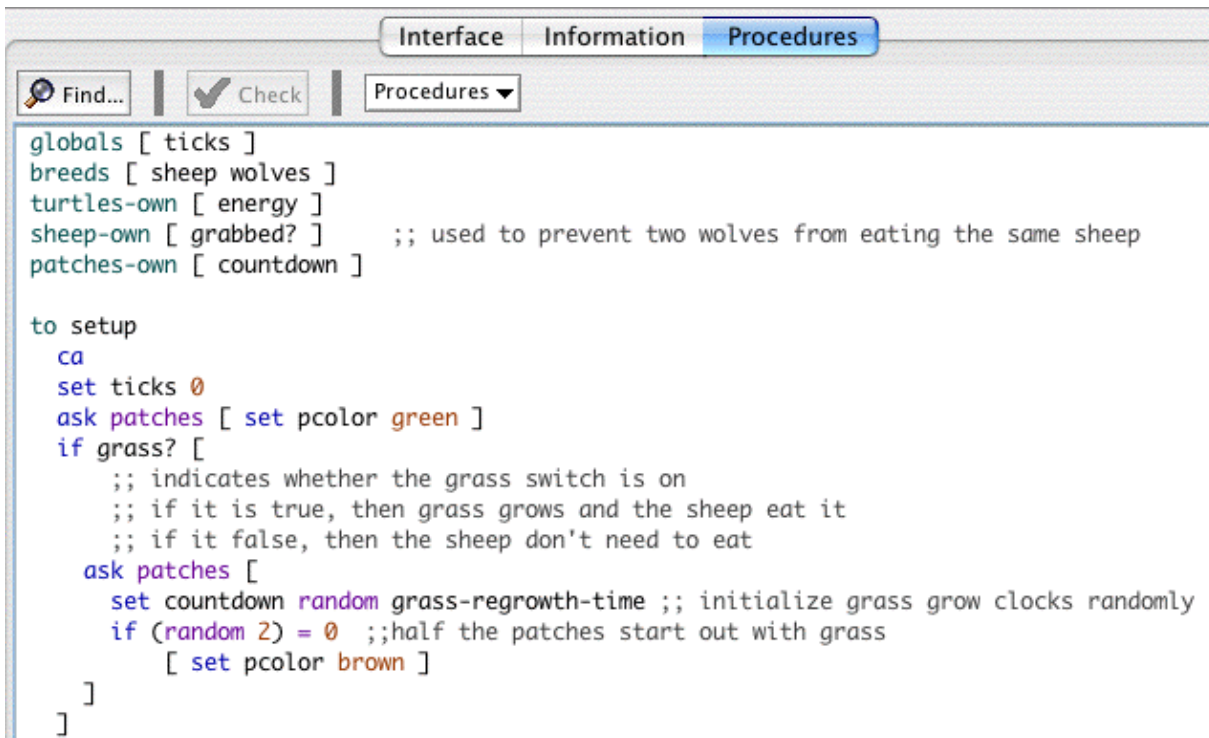 Interface Information Procedures
Find... Check Procedures
globals [ ticks ]
breeds [ sheep wolves ]
turtles-own [ energy ]
sheep-own [ grabbed? ]      ;; used to prevent two wolves from eating the same sheep
patches-own [ countdown ]

to setup
  ca
  set ticks 0
  ask patches [ set pcolor green ]
  if grass? [
      ;; indicates whether the grass switch is on
      ;; if it is true, then grass grows and the sheep eat it
      ;; if it false, then the sheep don't need to eat
    ask patches [
      set countdown random grass-regrowth-time ;; initialize grass grow clocks randomly
      if (random 2) = 0  ;;half the patches start out with grass
          [ set pcolor brown ]
    ]
  ]